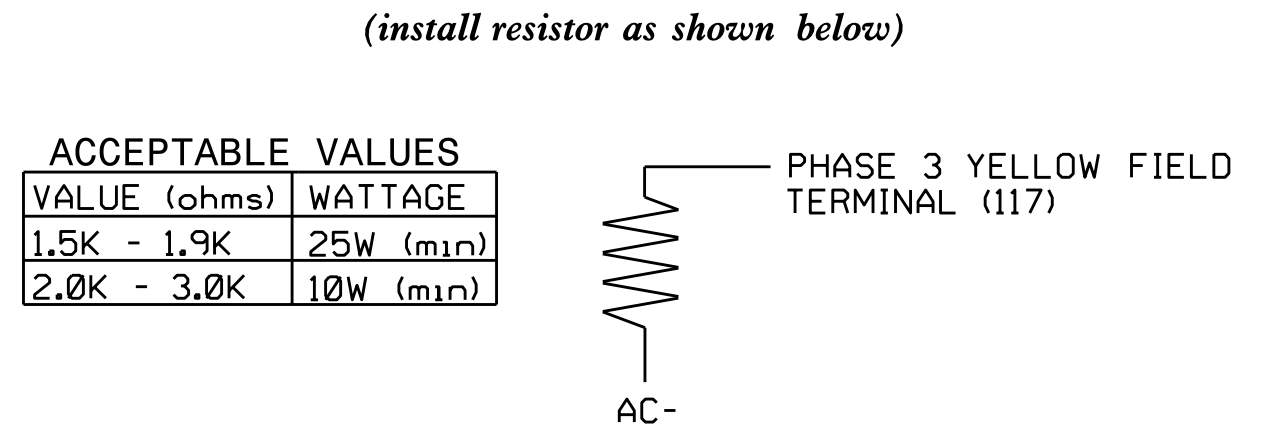 (install resistor as shown below)
ACCEPTABLE VALUES
VALUE (ohms) WATTAGE
1.5K - 1.9K 25W (min)
2.0K - 3.0K 10W (min)
PHASE 3 YELLOW FIELD
TERMINAL (117)
AC-